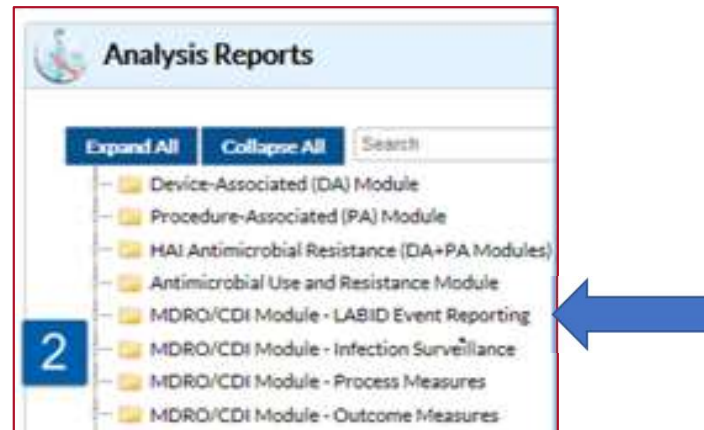 Analysis Reports
Expand All Collapse All Search
Device-Associated (DA) Module
Procedure-Associated (PA) Module
HAI Antimicrobial Resistance (DA+PA Modules)
Antimicrobial Use and Resistance Module
MDRO/CDI Module - LABID Event Reporting
2
MDRO/CDI Module - Infection Surveillance
MDRO/CDI Module - Process Measures
MDRO/CDI Module - Outcome Measures